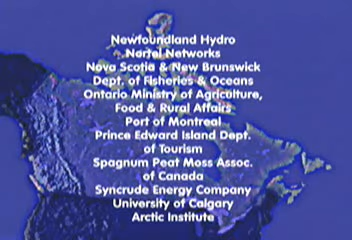 Newfoundland Hydro
Nortel Networks
Nova Scotia & New Brunswick
Dept. of Fisheries & Oceans
Ontario Ministry of Agriculture,
Food & Rural Affairs
Port of Montreal
Prince Edward Island Dept.
of Tourism
Spagnum Peat Moss Assoc.
of Canada
Syncrude Energy Company
University of Calgary
Arctic Institute